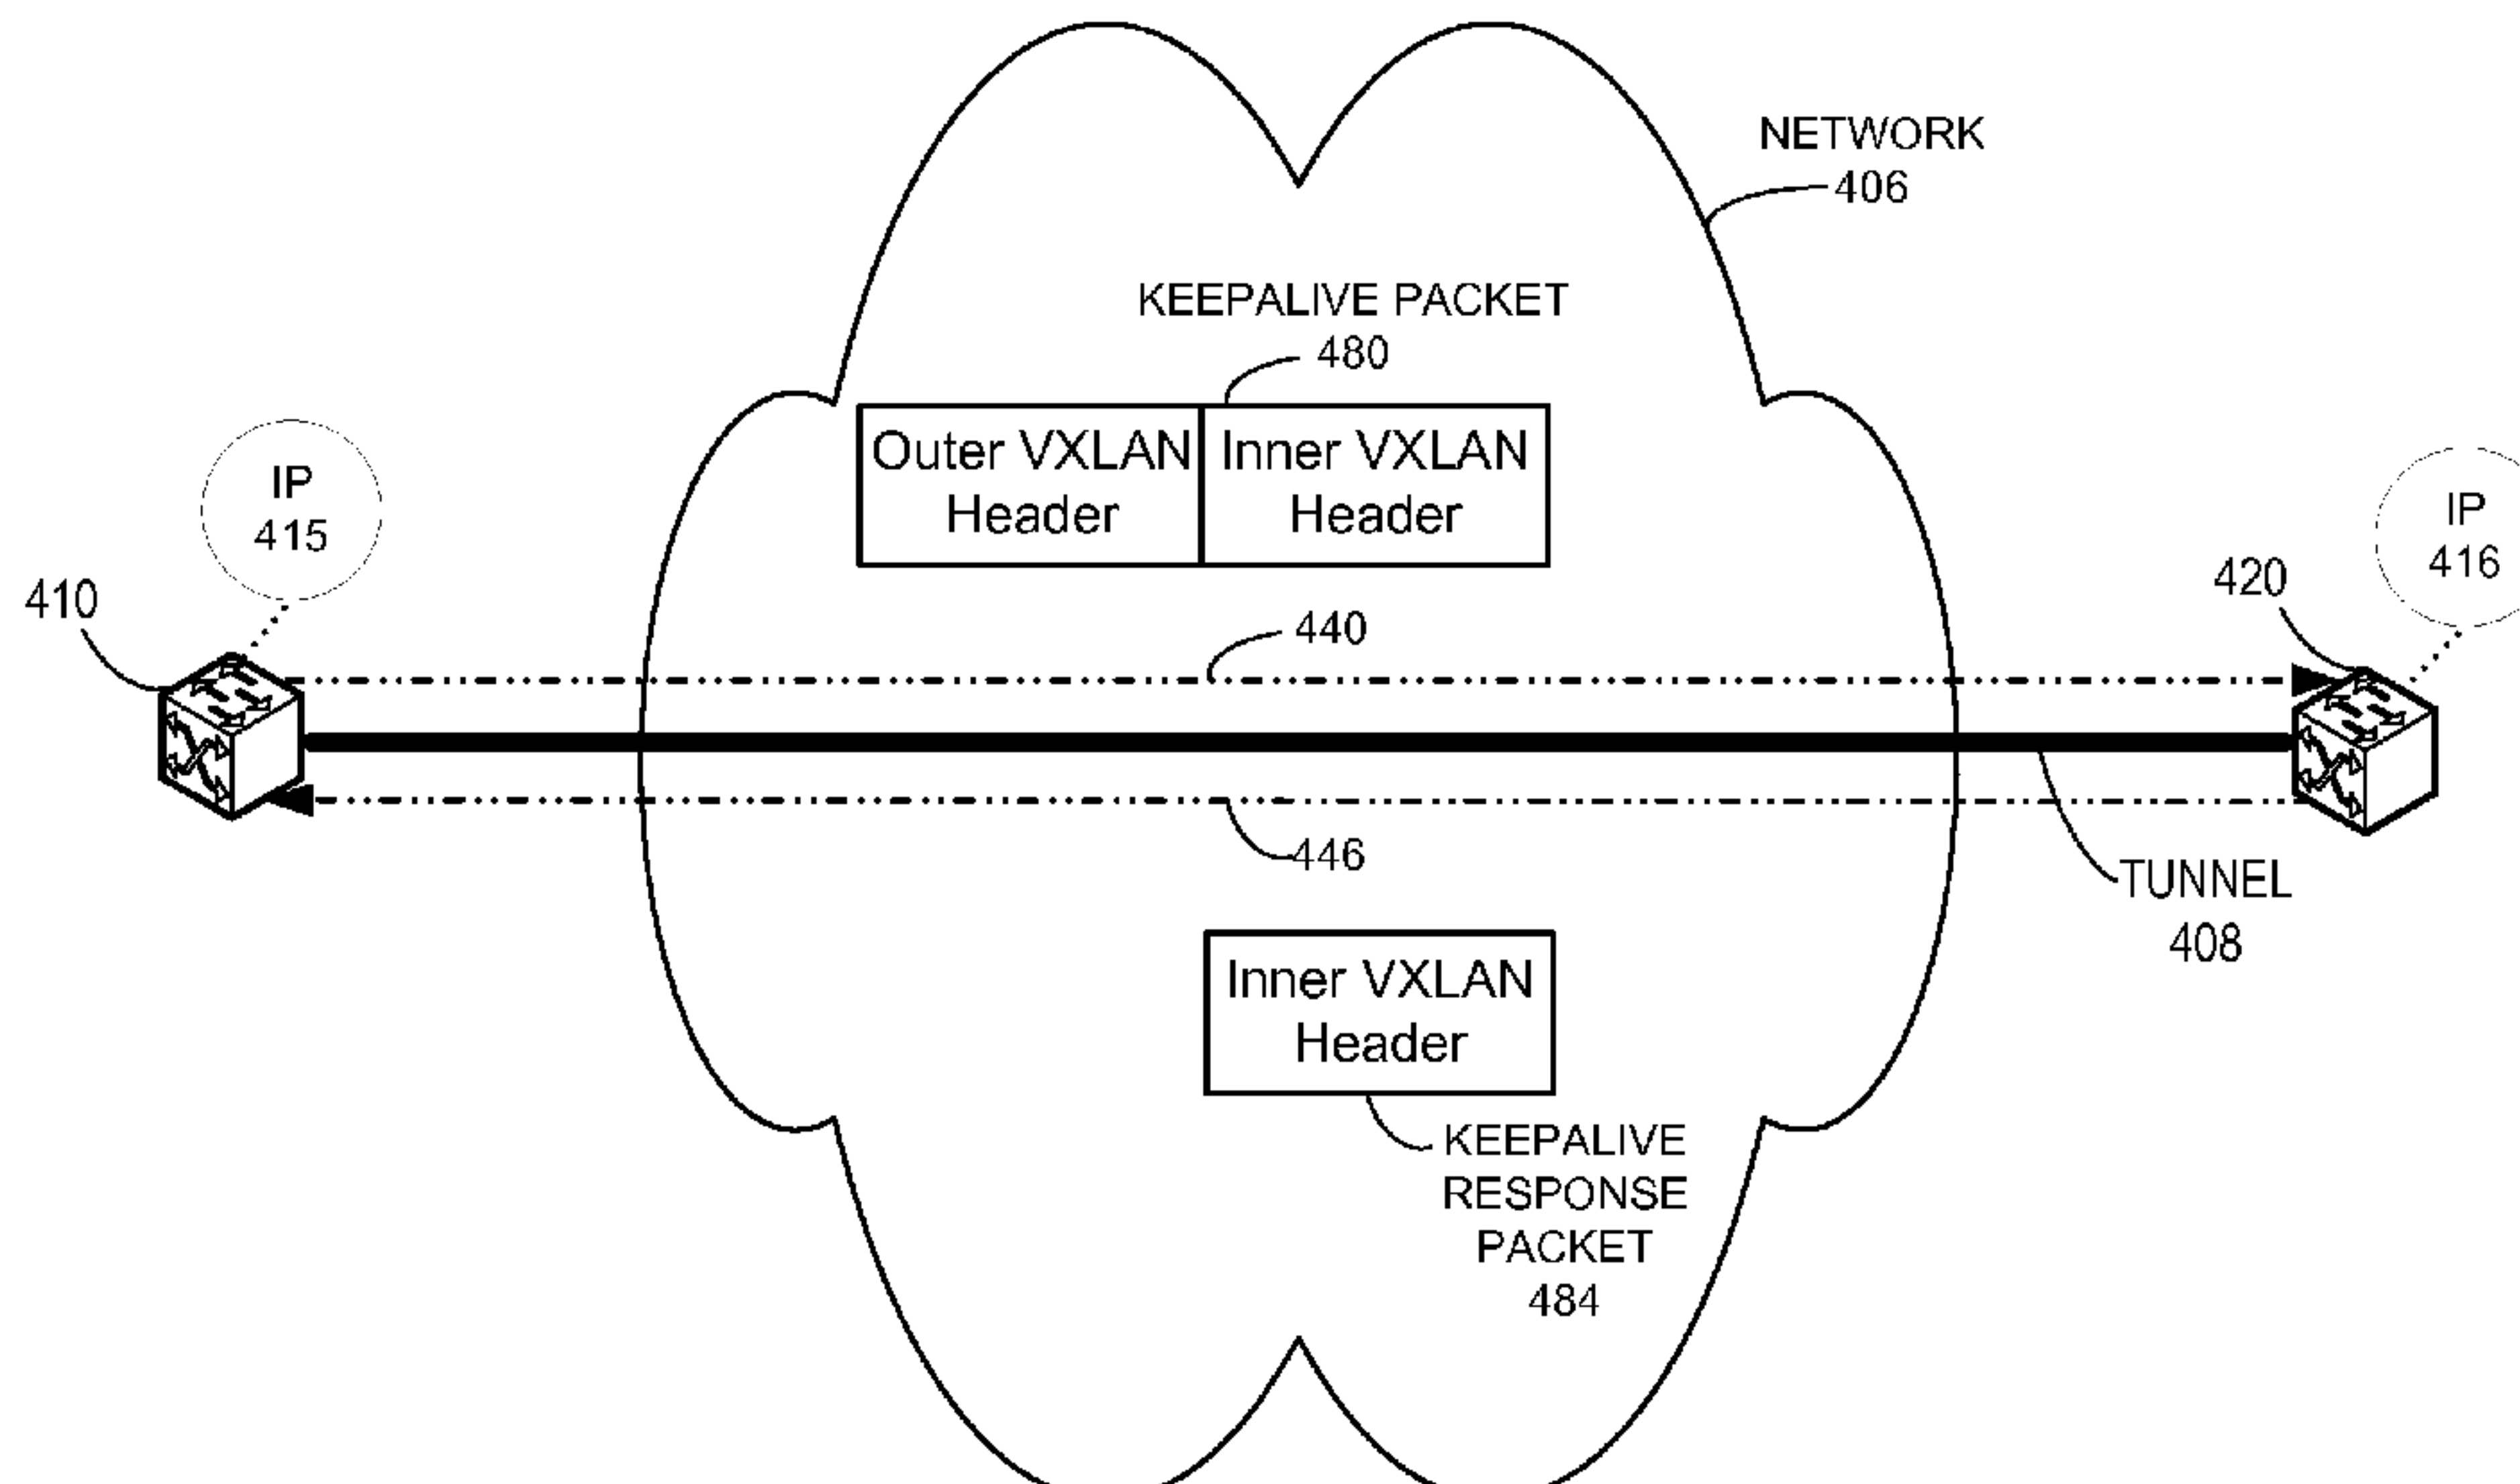 NETWORK
406
KEEPALIVE PACKET
480
Outer VXLAN
Header
Inner VXLAN
Header
IP
415
IP
416
410
420
440
446
TUNNEL
408
Inner VXLAN
Header
KEEPALIVE
RESPONSE
PACKET
484